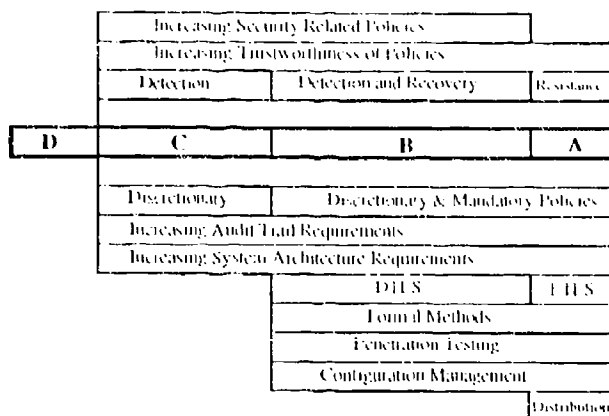 Increasing Security Related Policies
Increasing Trustworthiness of Policies
Detection Detection and Recovery Resistance
D C B A
Discretionary Discretionary & Mandatory Policies
Increasing Audit Trail Requirements
Increasing System Architecture Requirements
DTLS FTLS
Formal Methods
Penetration Testing
Configuration Management
Distribution